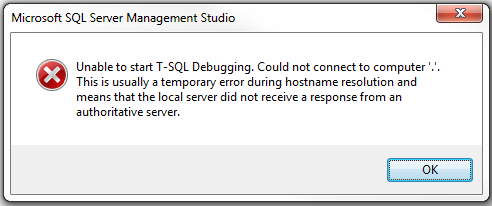 Microsoft SQL Server Management Studio
Unable to start T-SQL Debugging. Could not connect to computer '.'.
This is usually a temporary error during hostname resolution and
means that the local server did not receive a response from an
authoritative server.
OK